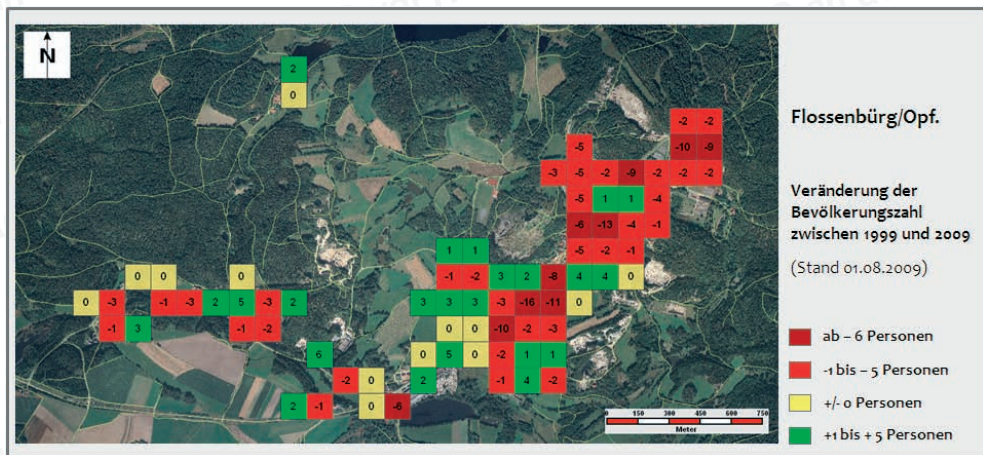 N
2
0
-2 -2
-5 -10 -9
-3 -5 -2 -9 -2 -2 -2
-5 1 1 -4
-6 -13 -4 -1
1 1 -5 -2 -1
0 0 0 -1 -2 3 2 -8 4 4 0
0 -3 -1 -3 2 5 -3 2 3 3 3 -3 -16 -11 0
-1 3 -1 -2 0 0 -10 -2 -3
6 0 5 0 -2 1 1
-2 0 2 -1 4 -2
2 -1 0 -6
0 150 300 450 600 750
Meter
Flossenbürg/Opf.
Veränderung der
Bevölkerungszahl
zwischen 1999 und 2009
(Stand 01.08.2009)
ab – 6 Personen
-1 bis – 5 Personen
+/- 0 Personen
+1 bis + 5 Personen